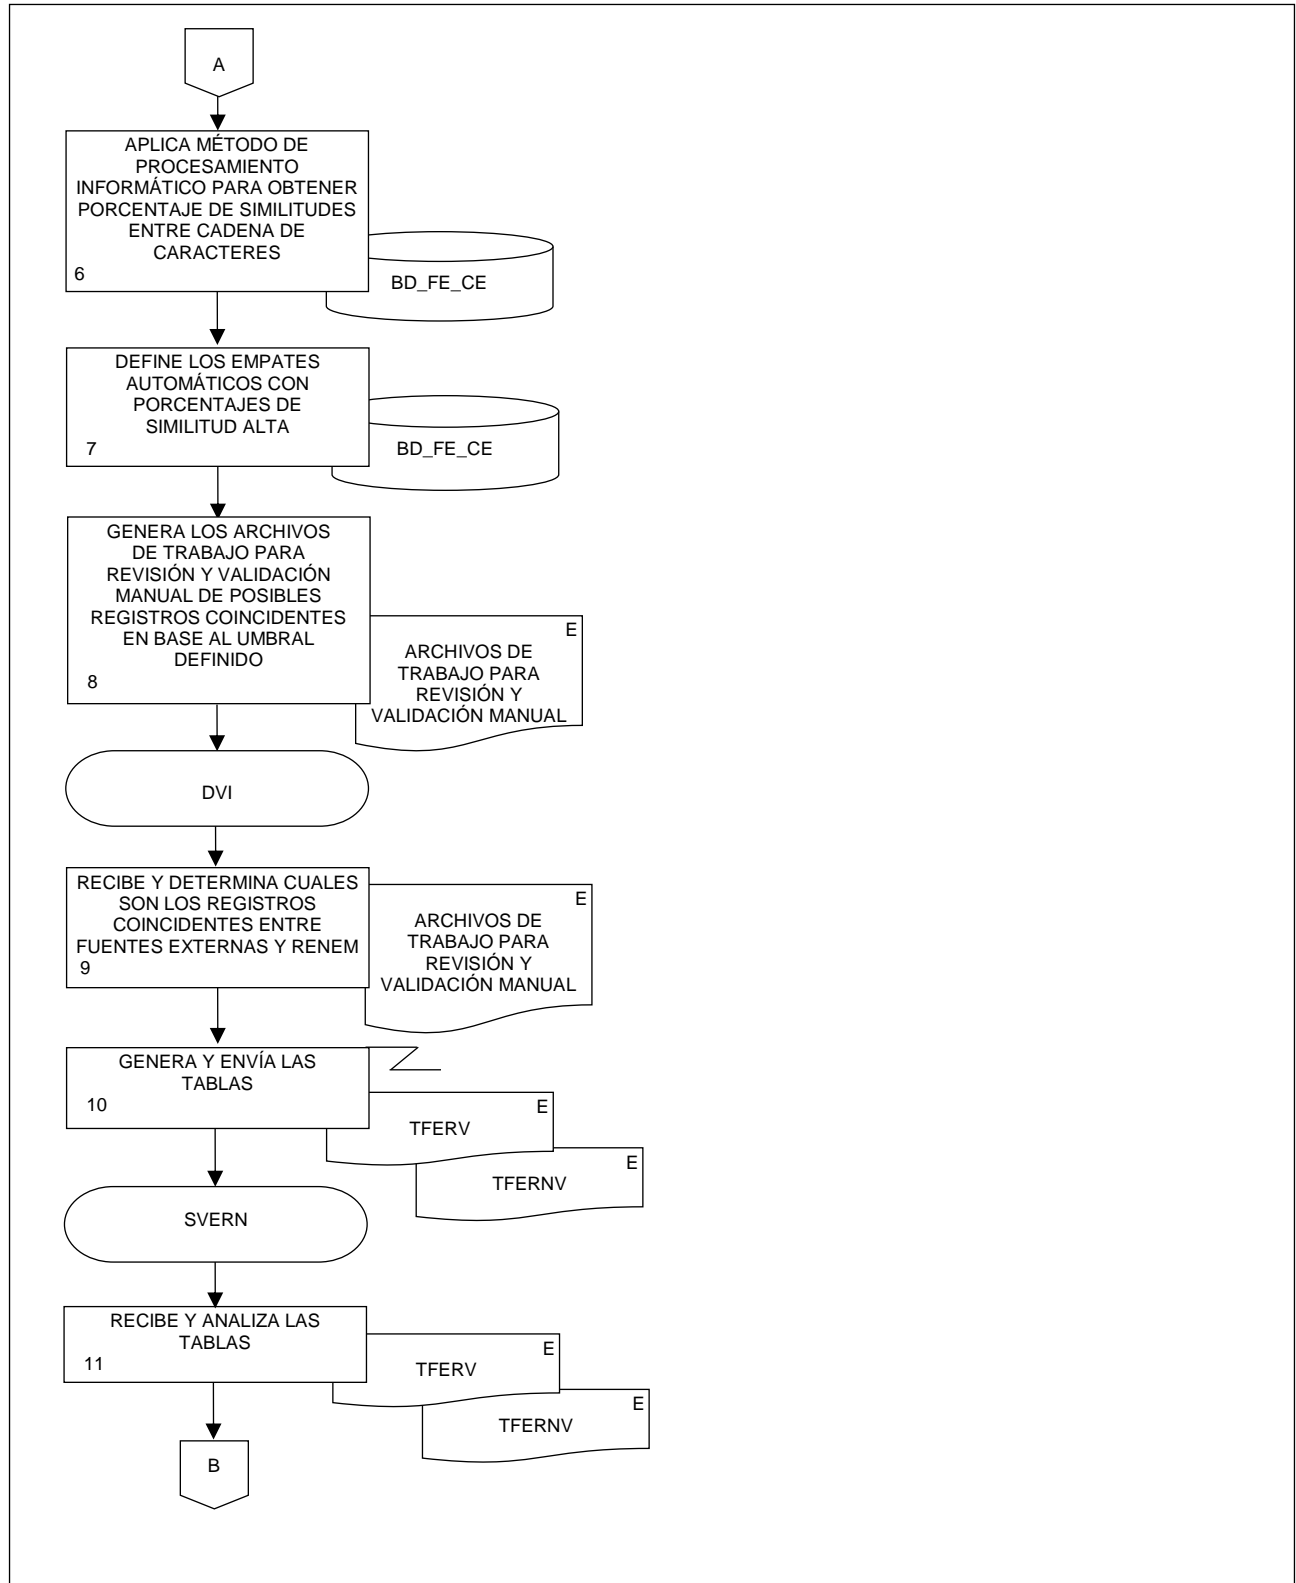 A
APLICA MÉTODO DE
PROCESAMIENTO
INFORMÁTICO PARA OBTENER
PORCENTAJE DE SIMILITUDES
ENTRE CADENA DE
CARACTERES
6
BD_FE_CE
DEFINE LOS EMPATES
AUTOMÁTICOS CON
PORCENTAJES DE
SIMILITUD ALTA
7
BD_FE_CE
GENERA LOS ARCHIVOS
DE TRABAJO PARA
REVISIÓN Y VALIDACIÓN
MANUAL DE POSIBLES
REGISTROS COINCIDENTES
EN BASE AL UMBRAL
DEFINIDO
8
E
ARCHIVOS DE
TRABAJO PARA
REVISIÓN Y
VALIDACIÓN MANUAL
DVI
RECIBE Y DETERMINA CUALES
SON LOS REGISTROS
COINCIDENTES ENTRE
FUENTES EXTERNAS Y RENEM
9
E
ARCHIVOS DE
TRABAJO PARA
REVISIÓN Y
VALIDACIÓN MANUAL
GENERA Y ENVÍA LAS
TABLAS
10
E
TFERV
E
TFERNV
SVERN
RECIBE Y ANALIZA LAS
TABLAS
11
E
TFERV
E
TFERNV
B